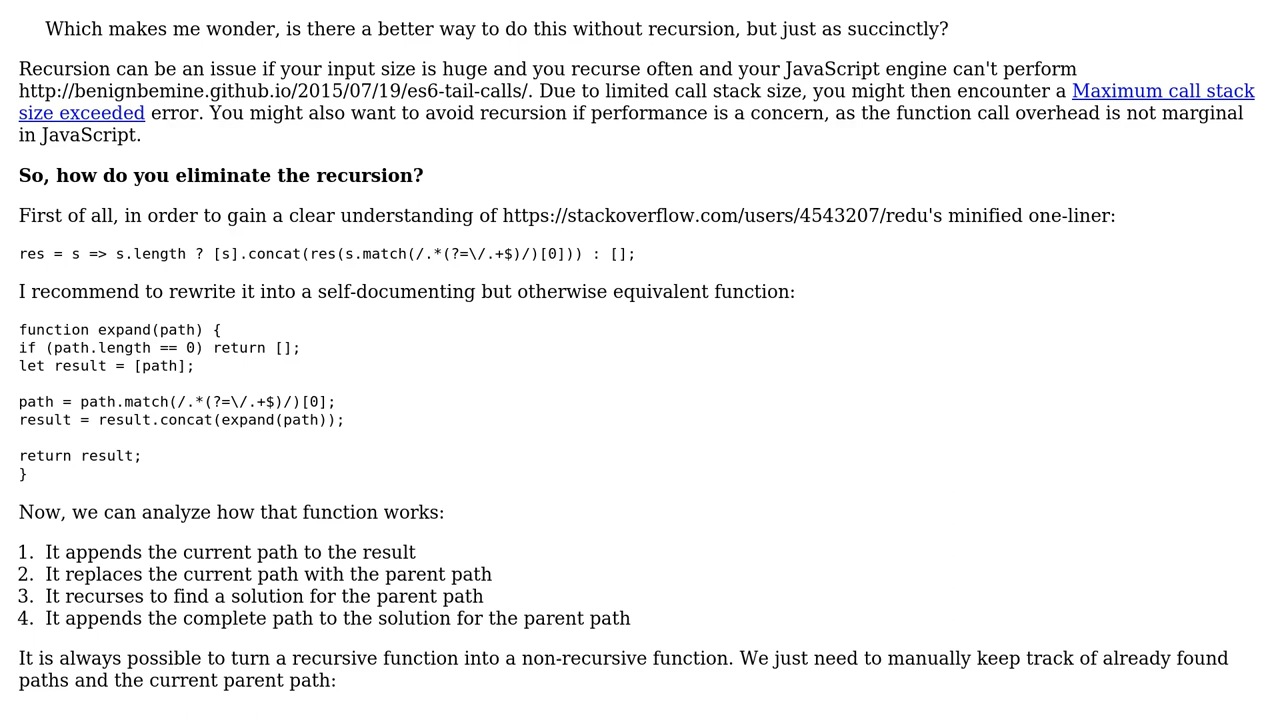 Which makes me wonder, is there a better way to do this without recursion, but just as succinctly?
Recursion can be an issue if your input size is huge and you recurse often and your JavaScript engine can't perform
http://benignbemine.github.io/2015/07/19/es6-tail-calls/. Due to limited call stack size, you might then encounter a Maximum call stack
size exceeded error. You might also want to avoid recursion if performance is a concern, as the function call overhead is not marginal
in JavaScript.
So, how do you eliminate the recursion?
First of all, in order to gain a clear understanding of https://stackoverflow.com/users/4543207/redu's minified one-liner:
res = s => s.length ? [s].concat(res(s.match(/.*(?=\/.+$)/)[0])) : [];
I recommend to rewrite it into a self-documenting but otherwise equivalent function:
function expand(path) {
if (path.length == 0) return [];
let result = [path];
path = path.match(/.*(?=\/.+$)/)[0];
result = result.concat(expand(path));
return result;
}
Now, we can analyze how that function works:
1. It appends the current path to the result
2. It replaces the current path with the parent path
3. It recurses to find a solution for the parent path
4. It appends the complete path to the solution for the parent path
It is always possible to turn a recursive function into a non-recursive function. We just need to manually keep track of already found
paths and the current parent path: